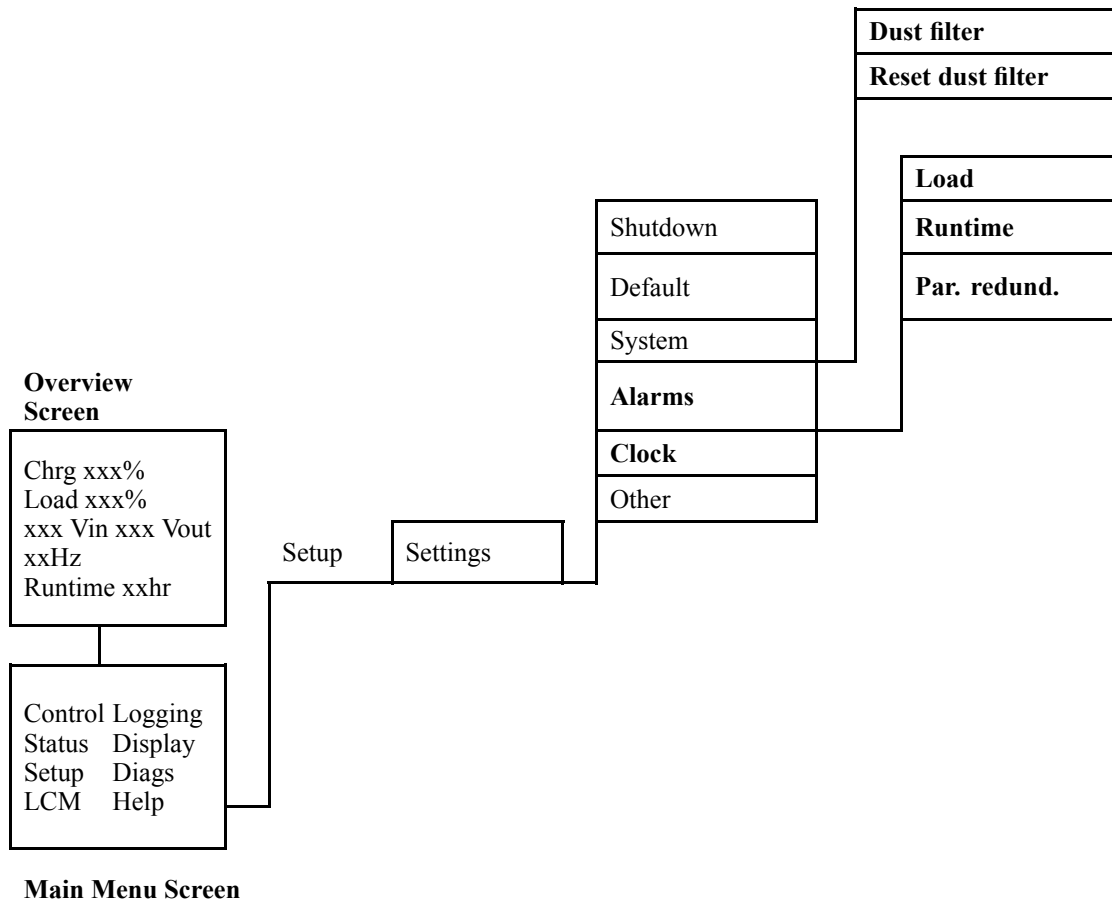 Dust filter
Reset dust filter
Load
Runtime
Par. redund.
Shutdown
Default
System
Alarms
Clock
Other
Overview
Screen
Chrg xxx%
Load xxx%
xxx Vin xxx Vout
xxHz
Runtime xxhr
Setup
Settings
Control Logging
Status Display
Setup Diags
LCM Help
Main Menu Screen